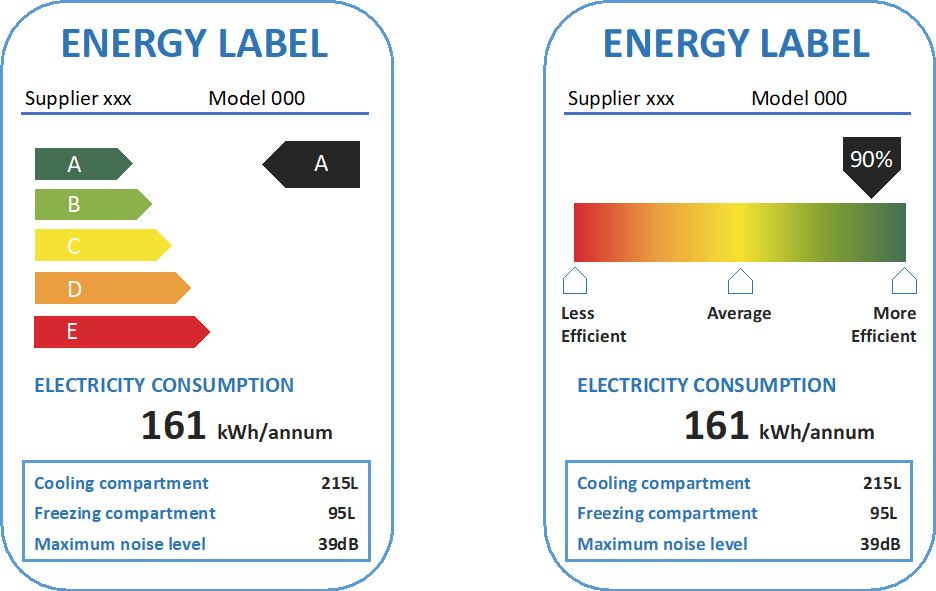 ENERGY LABEL
Supplier xxx Model 000
A A
B
C
D
E
ELECTRICITY CONSUMPTION
161 kWh/annum
Cooling compartment 215L
Freezing compartment 95L
Maximum noise level 39dB
ENERGY LABEL
Supplier xxx Model 000
90%
Less Average More
Efficient Efficient
ELECTRICITY CONSUMPTION
161 kWh/annum
Cooling compartment 215L
Freezing compartment 95L
Maximum noise level 39dB